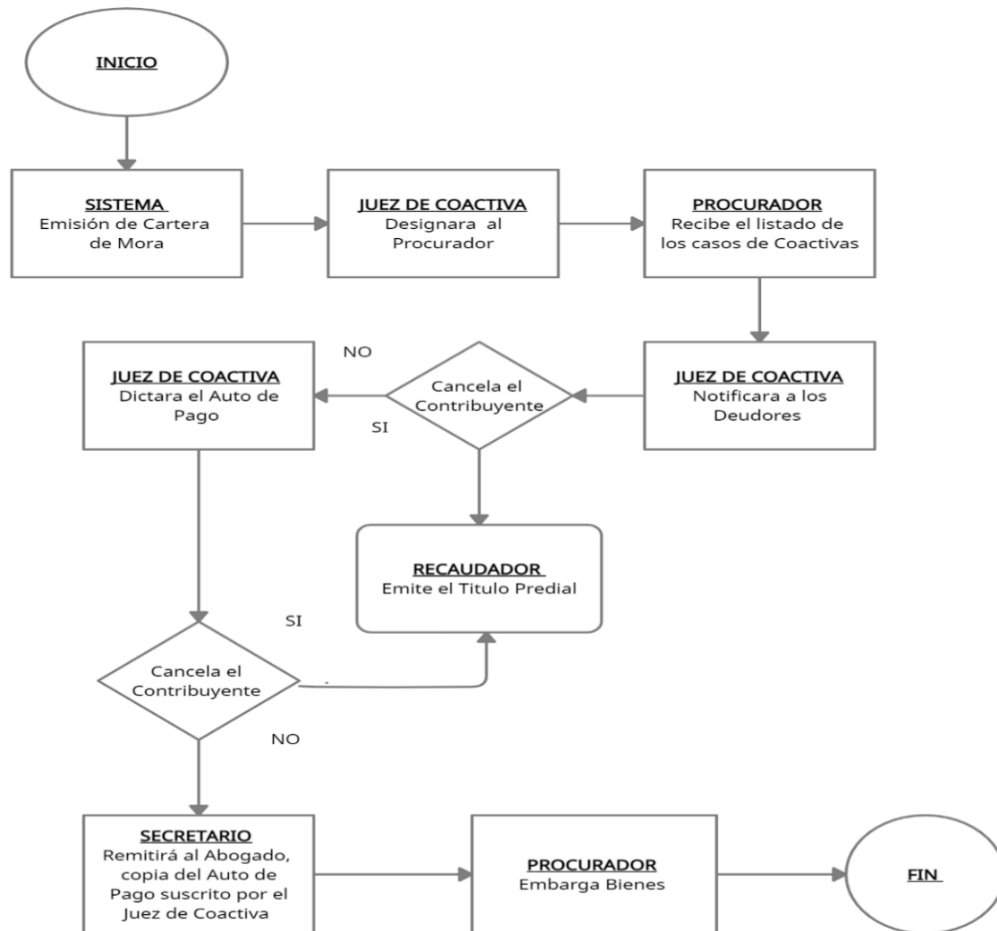 INICIO
SISTEMA
Emisión de Cartera
de Mora
JUEZ DE COACTIVA
Designara al
Procurador
PROCURADOR
Recibe el listado de
los casos de Coactivas
JUEZ DE COACTIVA
Notificara a los
Deudores
Cancela el
Contribuyente
NO
SI
JUEZ DE COACTIVA
Dictara el Auto de
Pago
RECAUDADOR
Emite el Titulo Predial
Cancela el
Contribuyente
SI
NO
SECRETARIO
Remitirá al Abogado,
copia del Auto de
Pago suscrito por el
Juez de Coactiva
PROCURADOR
Embarga Bienes
FIN